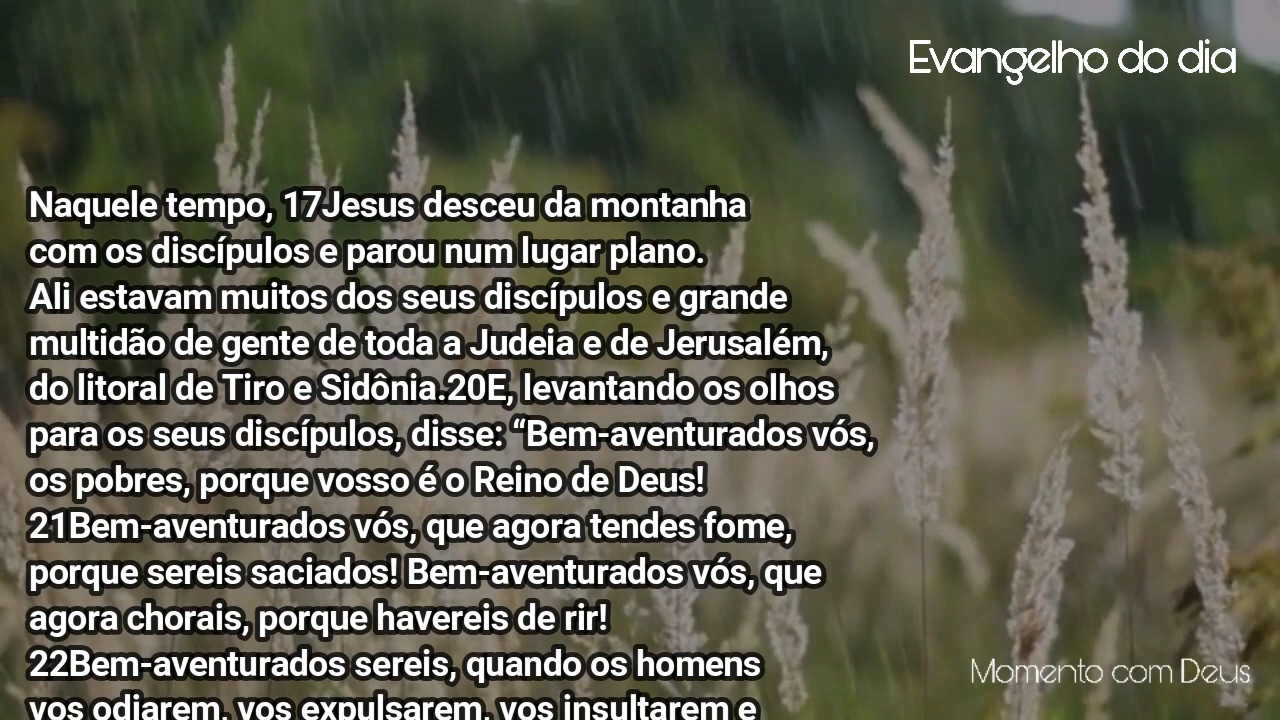 Evangelho do dia
Naquele tempo, 17Jesus desceu da montanha
com os discípulos e parou num lugar plano.
Ali estavam muitos dos seus discípulos e grande
multidão de gente de toda a Judeia e de Jerusalém,
do litoral de Tiro e Sidônia.20E, levantando os olhos
para os seus discípulos, disse: “Bem-aventurados vós,
os pobres, porque vosso é o Reino de Deus!
21Bem-aventurados vós, que agora tendes fome,
porque sereis saciados! Bem-aventurados vós, que
agora chorais, porque havereis de rir!
22Bem-aventurados sereis, quando os homens
vos odiarem, vos expulsarem, vos insultarem e
Momento com Deus